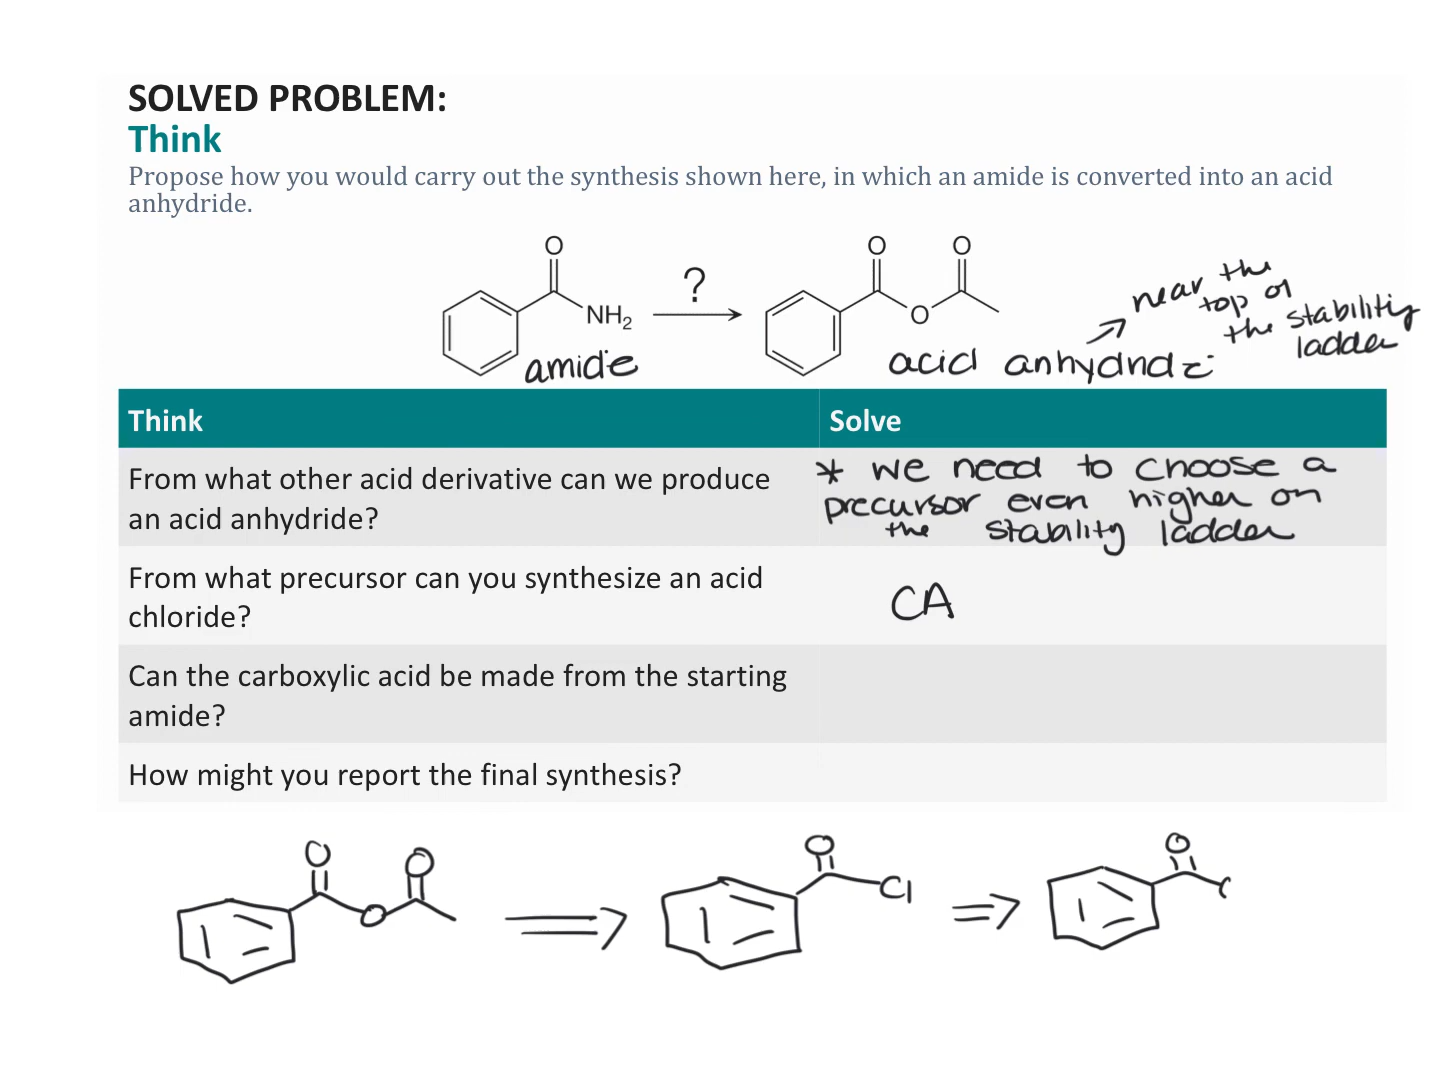 SOLVED PROBLEM:
Think
Propose how you would carry out the synthesis shown here, in which an amide is converted into an acid
anhydride.
O
NH2
?
O
O
O
amide
acid anhydride
near the
top of
the stability
ladder
Think
Solve
From what other acid derivative can we produce
an acid anhydride?
* we need to choose a
precursor even higher on
the stability ladder
From what precursor can you synthesize an acid
chloride?
CA
Can the carboxylic acid be made from the starting
amide?
How might you report the final synthesis?
O
O
O
O
Cl
O